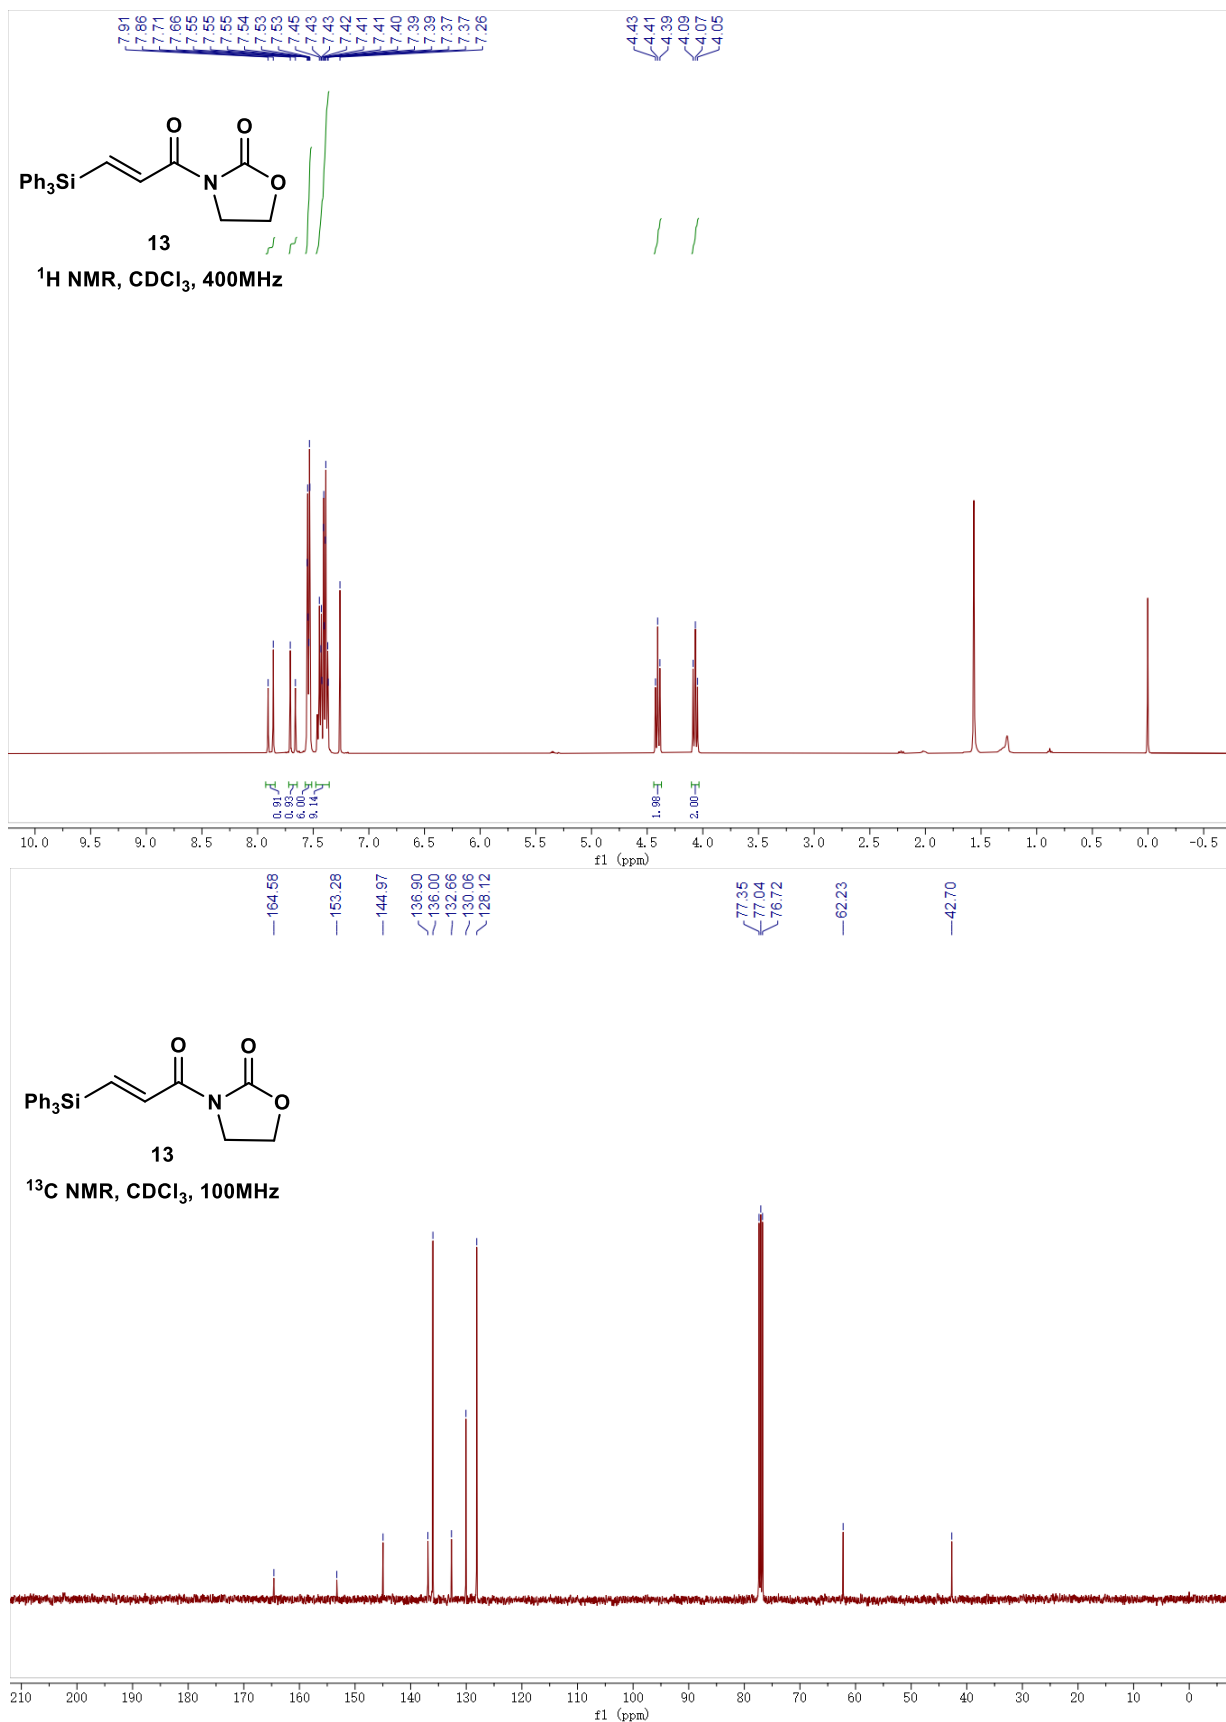 7.91 7.86 7.71 7.66 7.55 7.55 7.55 7.54 7.53 7.53 7.45 7.43 7.43 7.42 7.41 7.41 7.40 7.39 7.39 7.37 7.37 7.26 4.43 4.41 4.39 4.09 4.07 4.05
O O
Ph3Si N O
13
¹H NMR, CDCl₃, 400MHz
0.91 0.93 6.00 9.14 1.98 2.00
10.0 9.5 9.0 8.5 8.0 7.5 7.0 6.5 6.0 5.5 5.0 4.5 4.0 3.5 3.0 2.5 2.0 1.5 1.0 0.5 0.0 -0.5
f1 (ppm)
164.58 153.28 144.97 136.90 136.00 132.66 130.06 128.12 77.35 77.04 76.72 62.23 42.70
O O
Ph3Si N O
13
¹³C NMR, CDCl₃, 100MHz
210 200 190 180 170 160 150 140 130 120 110 100 90 80 70 60 50 40 30 20 10 0
f1 (ppm)